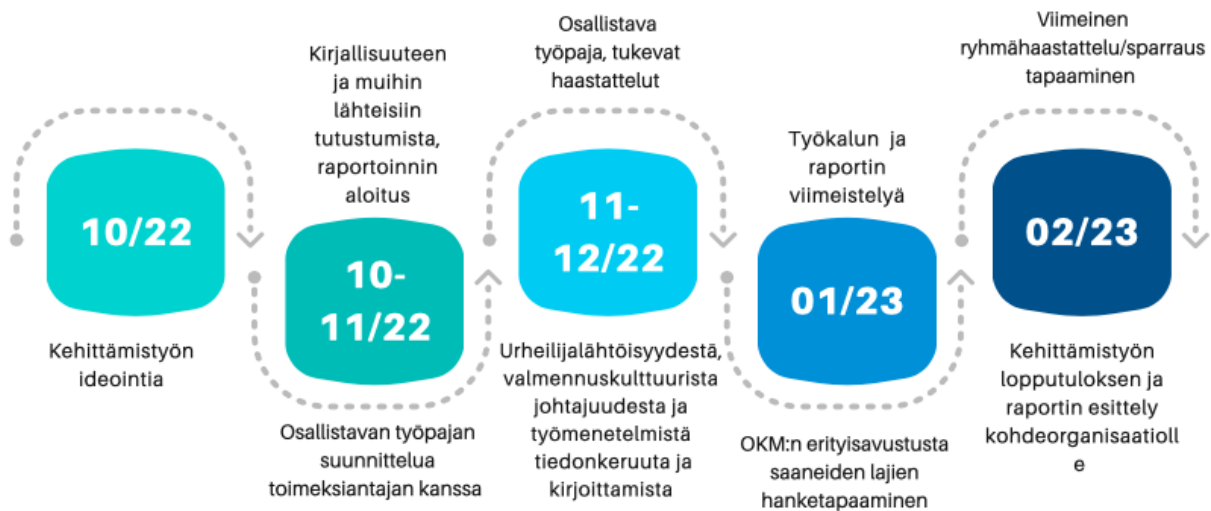 10/22
Kehittämistyön
ideointia
Kirjallisuuteen
ja muihin
lähteisiin
tutustumista,
raportoinnin
aloitus
10-
11/22
Osallistavan työpajan
suunnittelua
toimeksiantajan kanssa
Osallistava
työpaja, tukevat
haastattelut
11-
12/22
Urheilijalähtöisyydestä,
valmennuskulttuurista
johtajuudesta ja
työmenetelmistä
tiedonkeruuta ja
kirjoittamista
Työkalun ja
raportin
viimeistelyä
01/23
OKM:n erityisavustusta
saaneiden lajien
hanketapaaminen
Viimeinen
ryhmähaastattelu/sparraus
tapaaminen
02/23
Kehittämistyön
lopputuloksen ja
raportin esittely
kohdeorganisaatioll
e